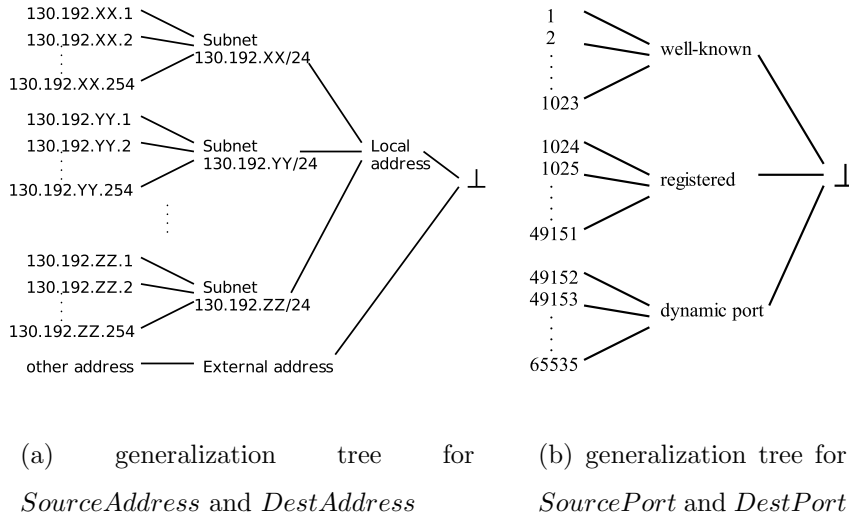 130.192.XX.1
130.192.XX.2
130.192.XX.254
Subnet
130.192.XX/24
130.192.YY.1
130.192.YY.2
130.192.YY.254
Subnet
130.192.YY/24
Local
address
⊥
130.192.ZZ.1
130.192.ZZ.2
130.192.ZZ.254
Subnet
130.192.ZZ/24
other address
External address
1
2
1023
well-known
1024
1025
49151
registered
⊥
49152
49153
65535
dynamic port
(a) generalization tree for
SourceAddress and DestAddress
(b) generalization tree for
SourcePort and DestPort